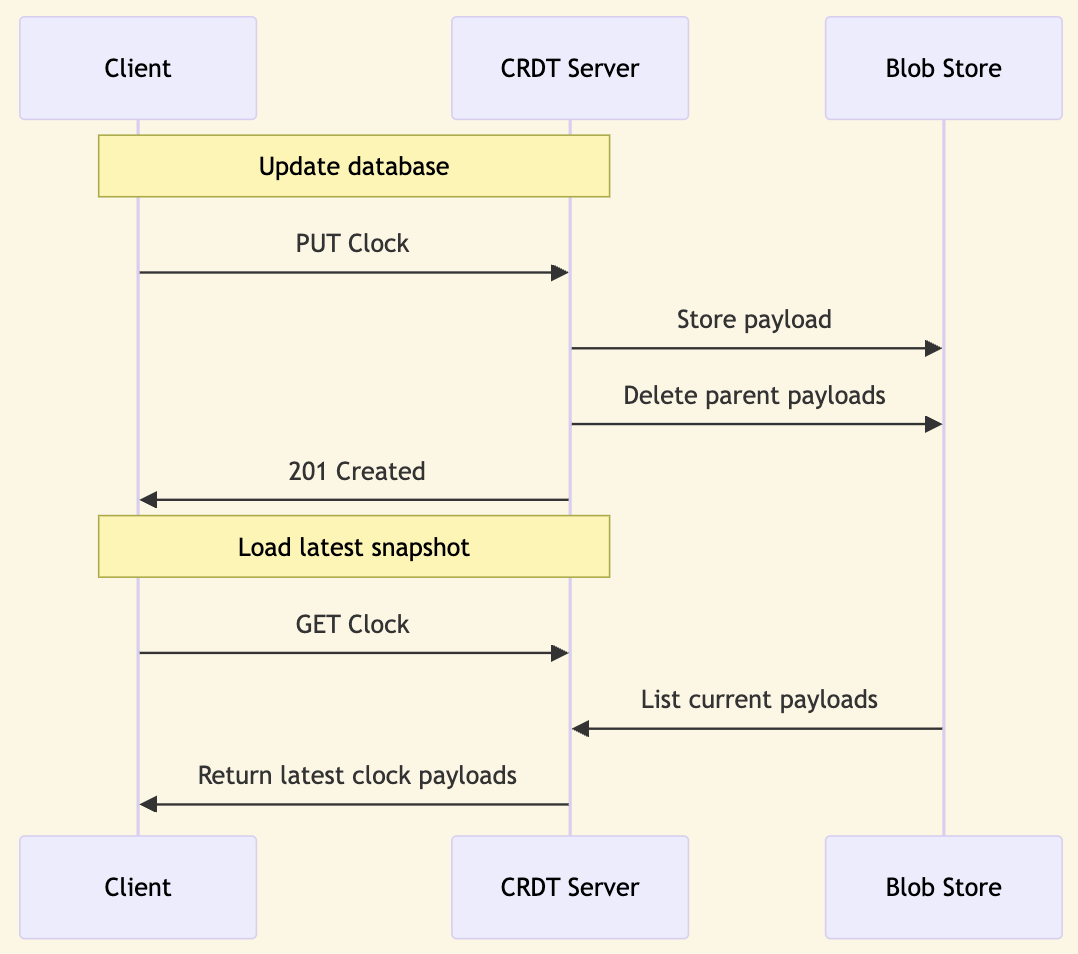 Client
CRDT Server
Blob Store
Update database
PUT Clock
Store payload
Delete parent payloads
201 Created
Load latest snapshot
GET Clock
List current payloads
Return latest clock payloads
Client
CRDT Server
Blob Store